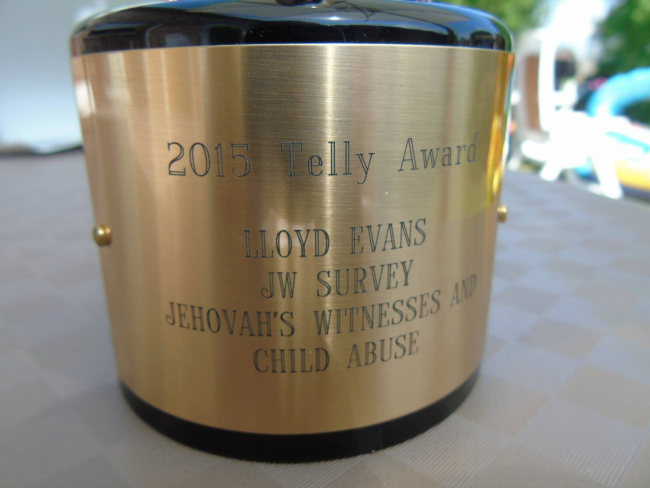 2015 Telly Award
LLOYD EVANS
JW SURVEY
JEHOVAH'S WITNESSES AND
CHILD ABUSE